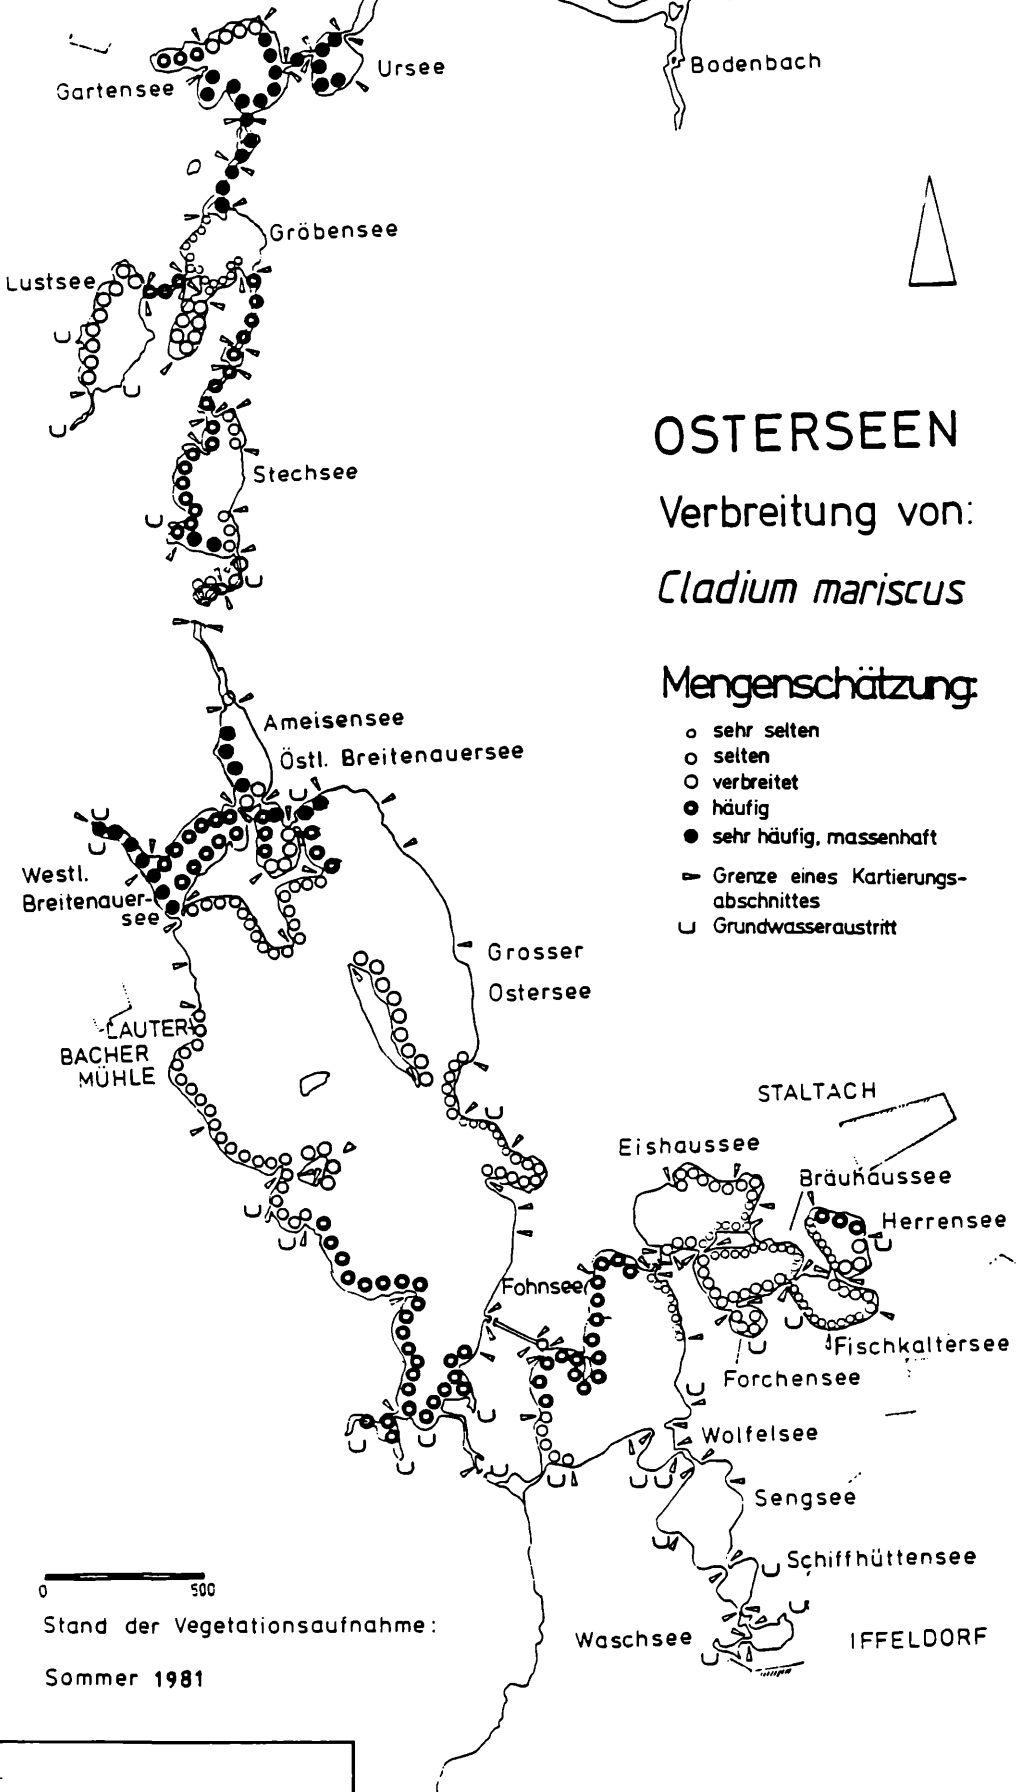 Bodenbach
Ursee
Gartensee
Gröbensee
Lustsee
OSTERSEEN
Stechsee
Verbreitung von:
Cladium mariscus
Mengenschätzung:
Ameisensee
sehr selten
Östl. Breitenauersee
selten
verbreitet
häufig
sehr häufig, massenhaft
Westl.
Breitenauer-
see
Grenze eines Kartierungs-
abschnittes
Grundwasseraustritt
Grosser
Ostersee
LAUTER-
BACHER
MÜHLE
STALTACH
Eishaussee
Bräuhaussee
Herrensee
Fohnsee
Fischkaltersee
Forchensee
Wolfelsee
Sengsee
Schiffhüttensee
0 500
Stand der Vegetationsaufnahme:
Waschsee
IFFELDORF
Sommer 1981